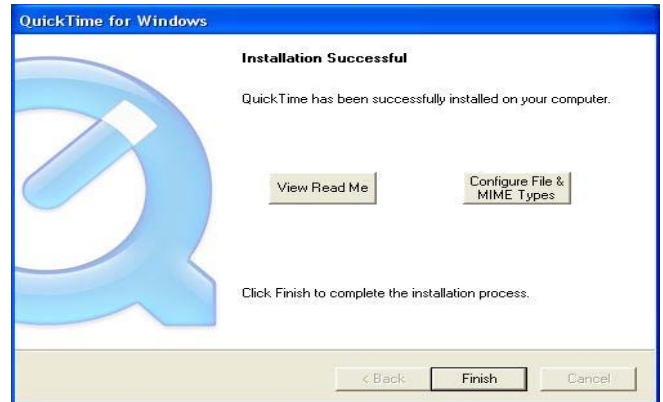 QuickTime for Windows
Installation Successful
QuickTime has been successfully installed on your computer.
View Read Me
Configure File &
MIME Types
Click Finish to complete the installation process.
< Back
Finish
Cancel